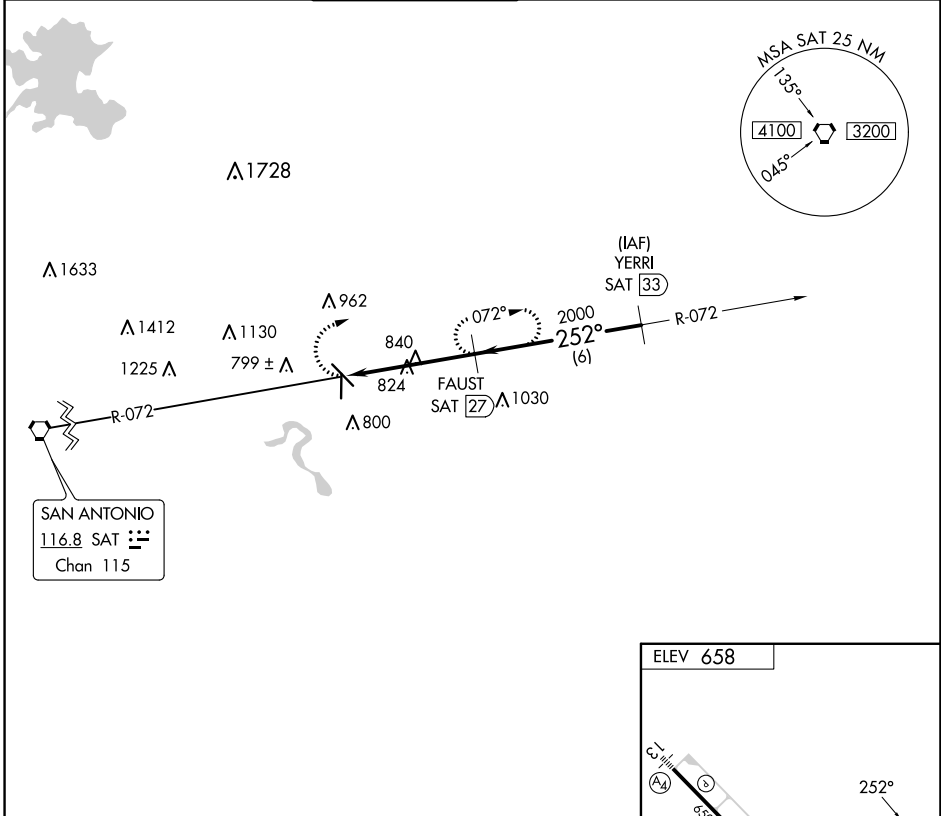 MSA SAT 25 NM
135°
4100
3200
045°
1728
(IAF)
YERRI
SAT 33
1633
962
072°
2000
252°
(6)
R-072
1412
1130
840
1225
799 ±
824
FAUST
SAT 27
1030
R-072
800
SAN ANTONIO
116.8 SAT
Chan 115
ELEV 658
13
A4
P
252°